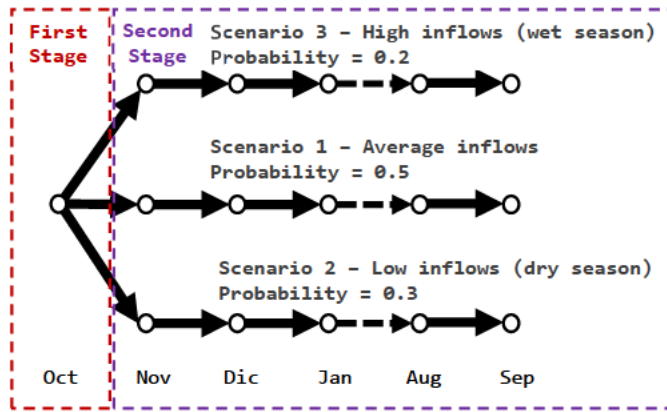 First
Stage
Second
Stage
Scenario 3 – High inflows (wet season)
Probability = 0.2
Scenario 1 – Average inflows
Probability = 0.5
Scenario 2 – Low inflows (dry season)
Probability = 0.3
Oct Nov Dic Jan Aug Sep